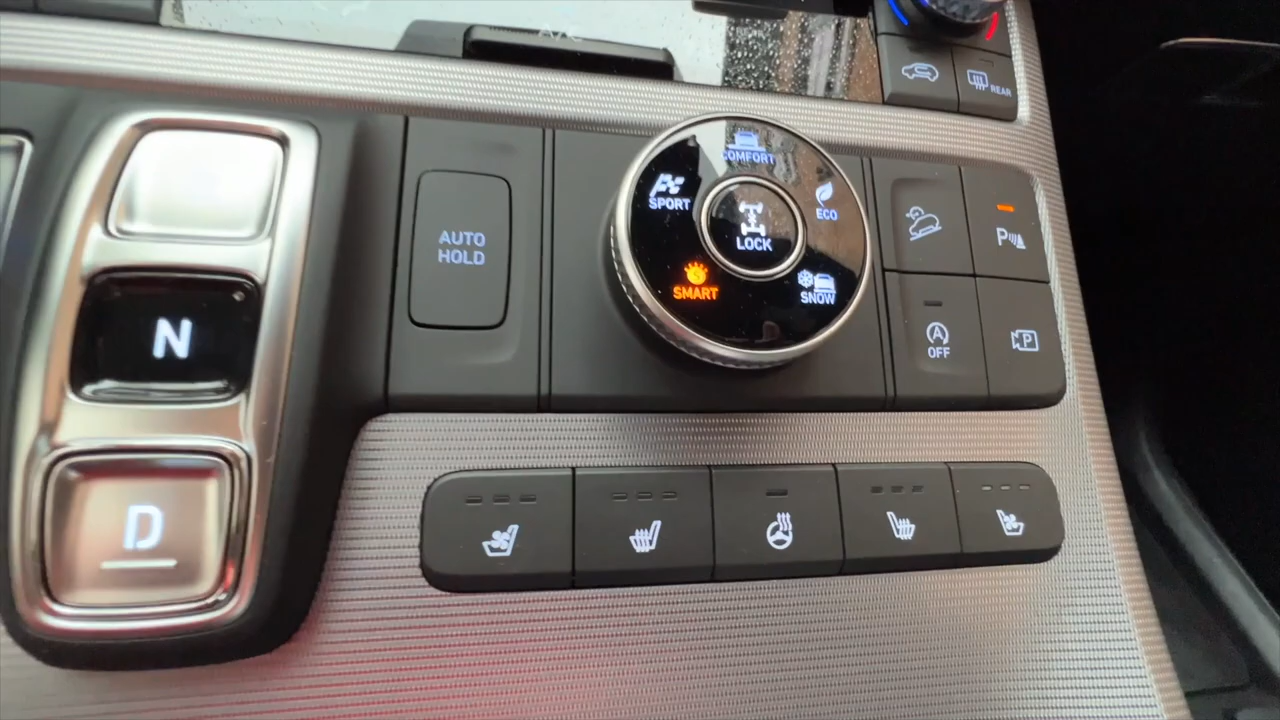 A/C
REAR
COMFORT
SPORT
ECO
LOCK
SMART
SNOW
AUTO
HOLD
P
A
OFF
P
N
D